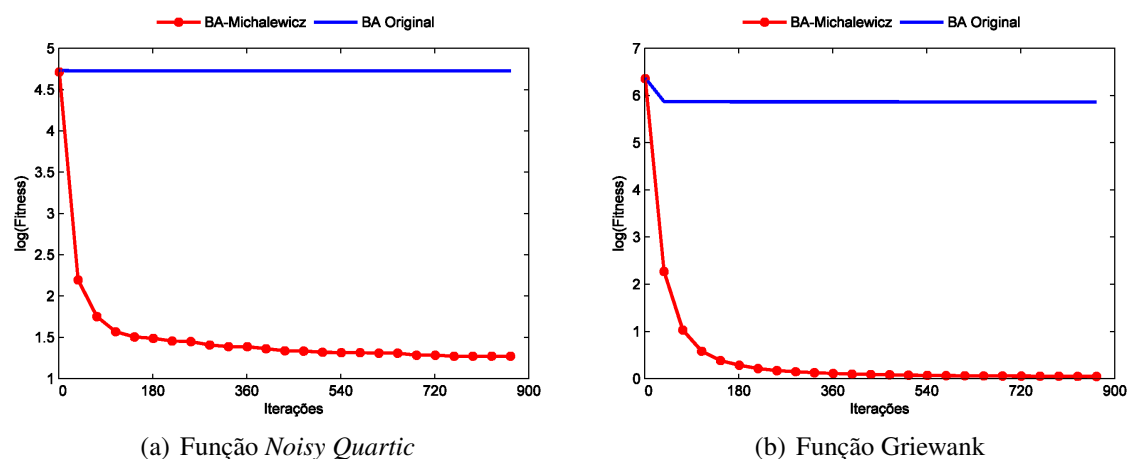 BA-Michalewicz BA Original
5
4.5
4
3.5
3
2.5
2
1.5
1
log(Fitness)
0 180 360 540 720 900
Iterações
(a) Função Noisy Quartic
BA-Michalewicz BA Original
7
6
5
4
3
2
1
0
log(Fitness)
0 180 360 540 720 900
Iterações
(b) Função Griewank